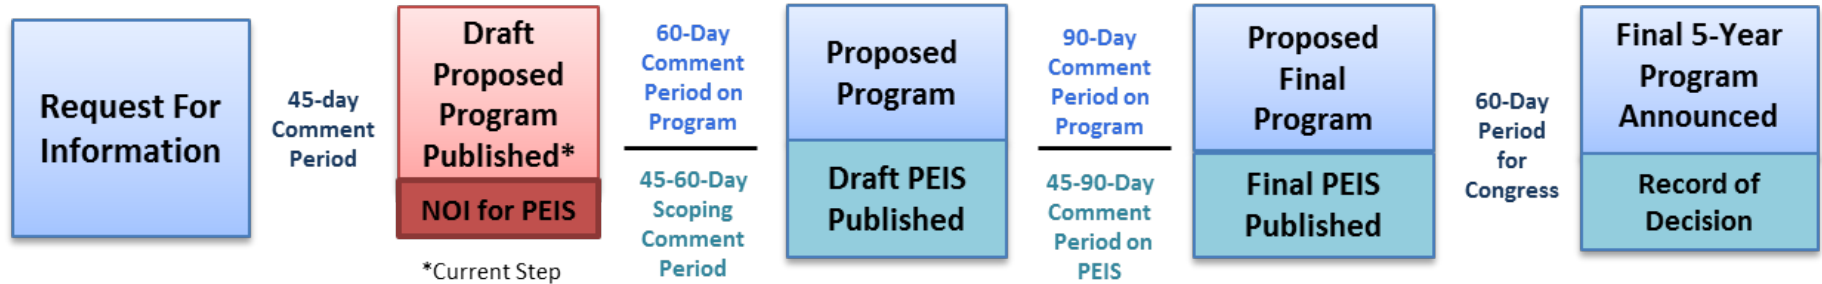 Request For
Information
45-day
Comment
Period
Draft
Proposed
Program
Published*
NOI for PEIS
*Current Step
60-Day
Comment
Period on
Program
45-60-Day
Scoping
Comment
Period
Proposed
Program
Draft PEIS
Published
90-Day
Comment
Period on
Program
45-90-Day
Comment
Period on
PEIS
Proposed
Final
Program
Final PEIS
Published
60-Day
Period
for
Congress
Final 5-Year
Program
Announced
Record of
Decision